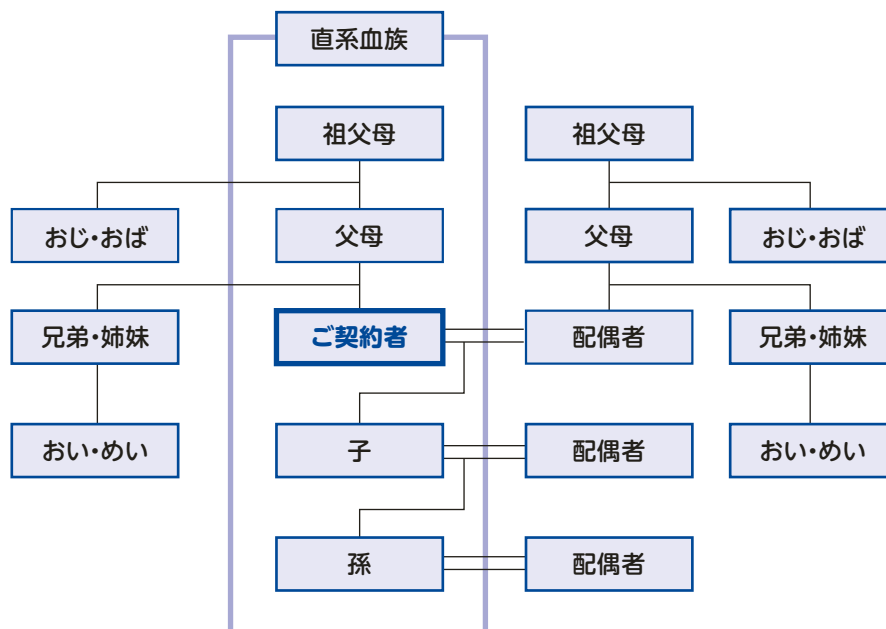 直系血族
祖父母
祖父母
おじ・おば
父母
父母
おじ・おば
兄弟・姉妹
ご契約者
配偶者
兄弟・姉妹
おい・めい
子
配偶者
おい・めい
孫
配偶者